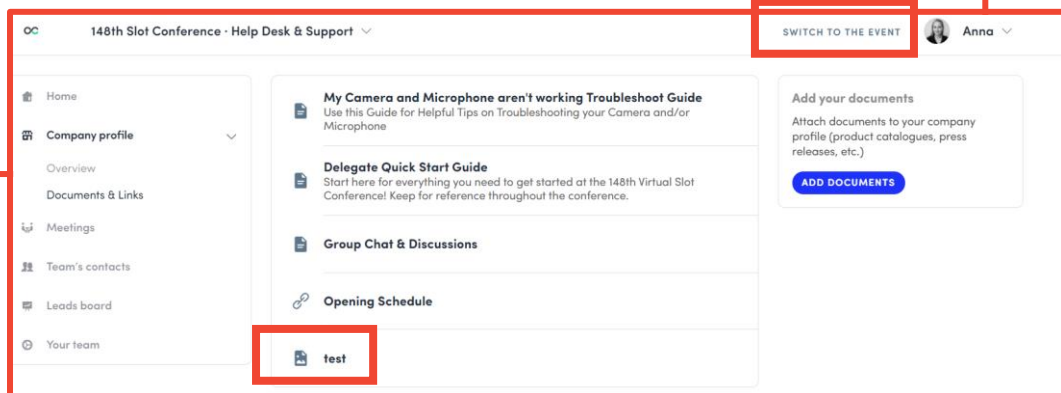 148th Slot Conference · Help Desk & Support
SWITCH TO THE EVENT
Anna
Home
Company profile
Overview
Documents & Links
Meetings
Team's contacts
Leads board
Your team
My Camera and Microphone aren't working Troubleshoot Guide
Use this Guide for Helpful Tips on Troubleshooting your Camera and/or
Microphone
Delegate Quick Start Guide
Start here for everything you need to get started at the 148th Virtual Slot
Conference! Keep for reference throughout the conference.
Group Chat & Discussions
Opening Schedule
test
Add your documents
Attach documents to your company
profile (product catalogues, press
releases, etc.)
ADD DOCUMENTS